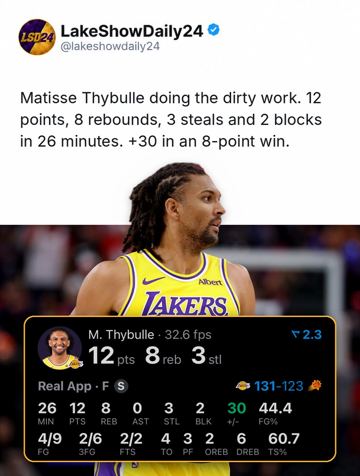 LSD24
LakeShowDaily24
@lakeshowdaily24
Matisse Thybulle doing the dirty work. 12
points, 8 rebounds, 3 steals and 2 blocks
in 26 minutes. +30 in an 8-point win.
Albert
LAKERS
M. Thybulle · 32.6 fps
2.3
12 pts 8 reb 3 stl
Real App · F S
131-123
26 12 8 0 3 2 30 44.4
MIN PTS REB AST STL BLK +/- FG%
4/9 2/6 2/2 4 3 2 6 60.7
FG 3FG FTS TO PF OREB DREB TS%